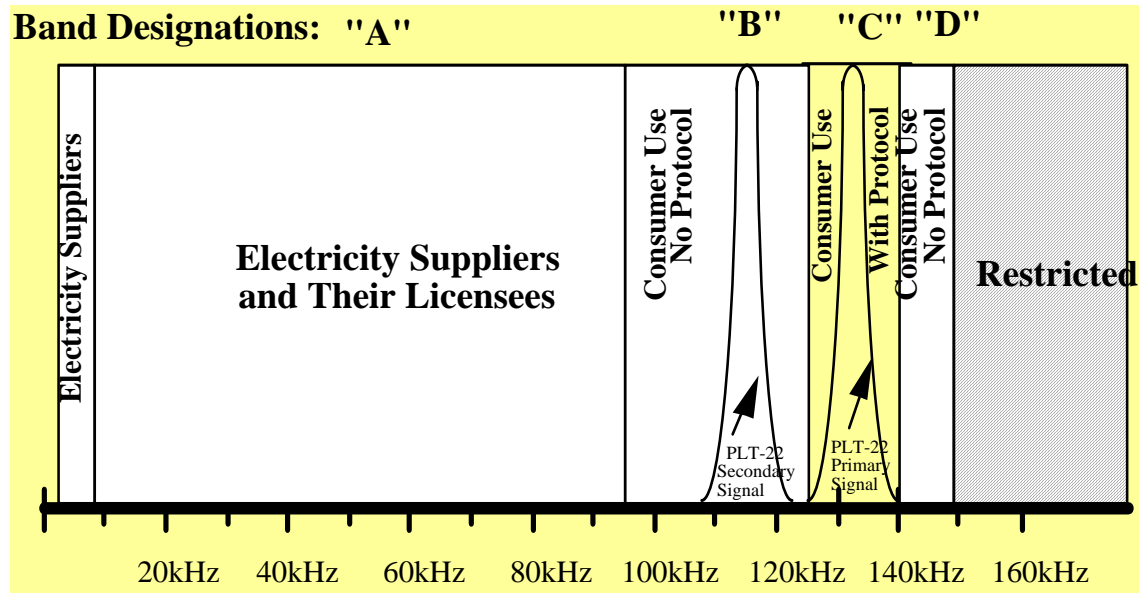 Band Designations: "A" "B" "C" "D"
Electricity Suppliers
Electricity Suppliers
and Their Licensees
Consumer Use
No Protocol
Consumer Use
With Protocol
Consumer Use
No Protocol
Restricted
PLT-22
Secondary
Signal
PLT-22
Primary
Signal
20kHz 40kHz 60kHz 80kHz 100kHz 120kHz 140kHz 160kHz